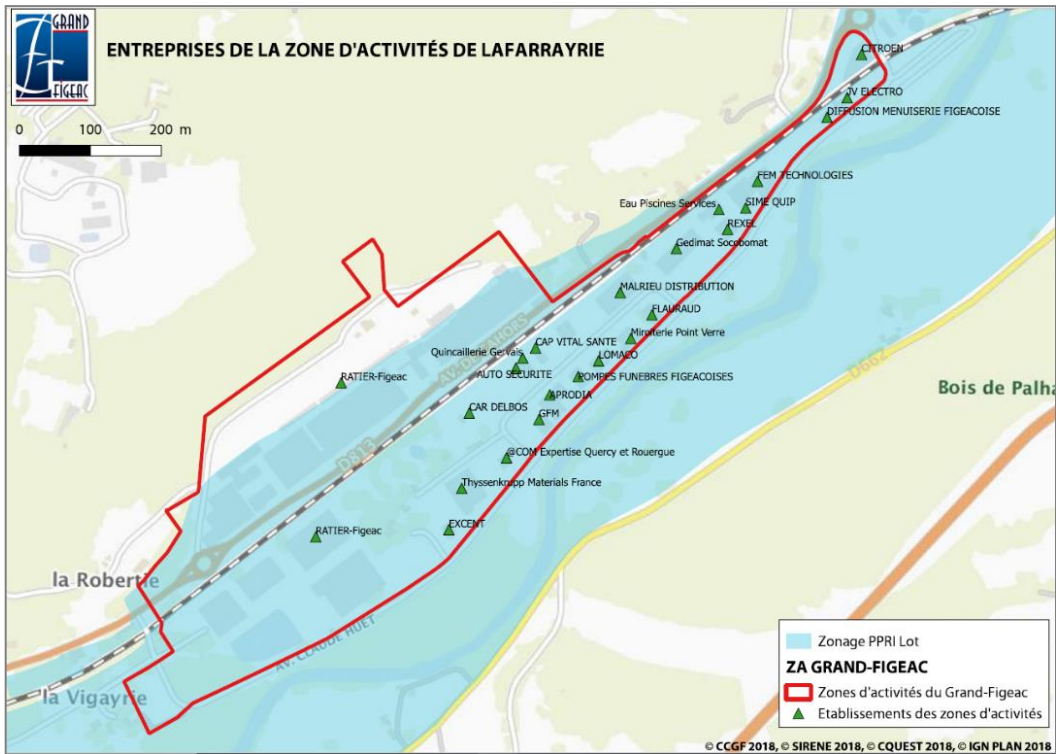 GRAND
FIGEAC
ENTREPRISES DE LA ZONE D'ACTIVITÉS DE LAFARRAYRIE
0 100 200 m
CITROEN
JV ELECTRO
DIFFUSION MENUISERIE FIGEACOISE
FEM TECHNOLOGIES
Eau Piscines Services
SIME QUIP
REXEL
Gedimat Socobomat
MALRIEU DISTRIBUTION
FLAURAUD
Miroiterie Point Verre
CAP VITAL SANTE
Quincaillerie Gervais
LOMACO
AUTO SECURITE
POMPES FUNEBRES FIGEACOISES
RATIER-Figeac
APRODIA
CAR DELBOS
GFM
D662
Bois de Palha
D813
@COM Expertise Quercy et Rouergue
Thyssenkrupp Materials France
EXCENT
RATIER-Figeac
la Robertie
AV. CLAUDE HUET
la Vigayrie
Zonage PPRI Lot
ZA GRAND-FIGEAC
Zones d'activités du Grand-Figeac
Etablissements des zones d'activités
© CCGF 2018, © SIRENE 2018, © CQUEST 2018, © IGN PLAN 2018